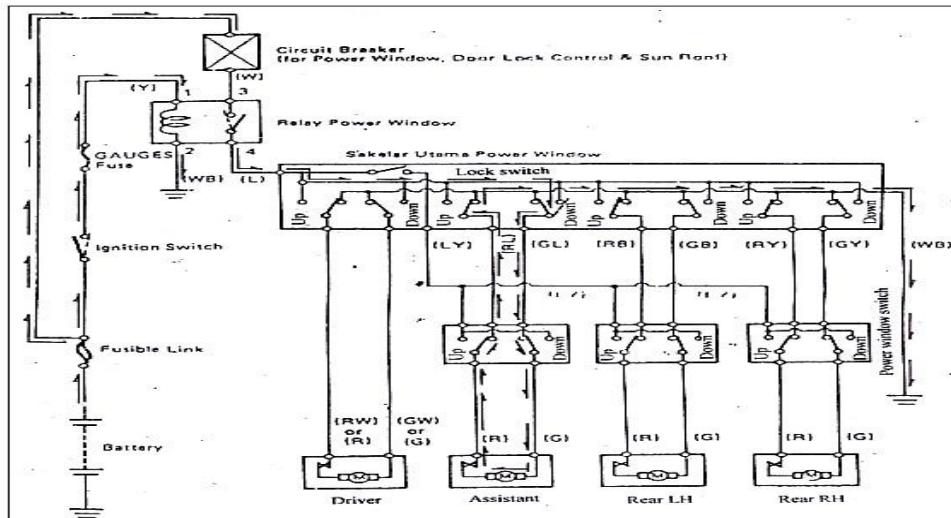 Circuit Breaker
(for Power Window, Door Lock Control & Sun Roof)
(W)
(Y)
1
3
Relay Power Window
2
4
GAUGES
Fuse
(WB)
(L)
Sakelar Utama Power Window
Lock switch
Up
Down
Up
Down
Up
Down
Up
Down
Ignition Switch
(LY)
(RL)
(GL)
(RB)
(GB)
(RY)
(GY)
(WB)
(LY)
(LY)
Power window switch
Up
Down
Up
Down
Up
Down
Fusible Link
(RW)
or
(R)
(GW)
or
(G)
(R)
(G)
(R)
(G)
(R)
(G)
Battery
M
M
M
M
Driver
Assistant
Rear LH
Rear RH